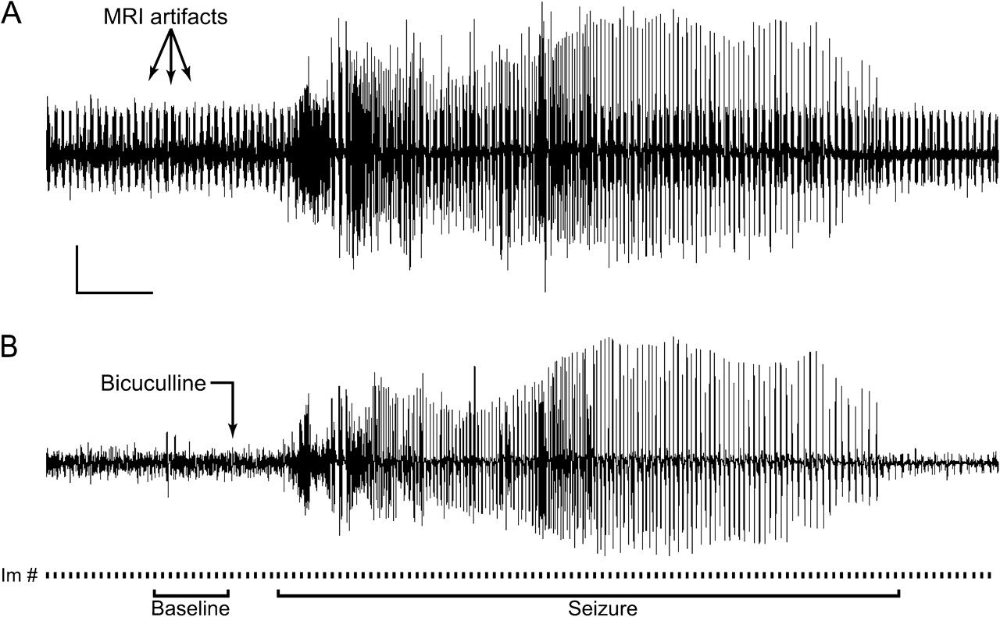 A
MRI artifacts
B
Bicuculline
Im #
Baseline
Seizure